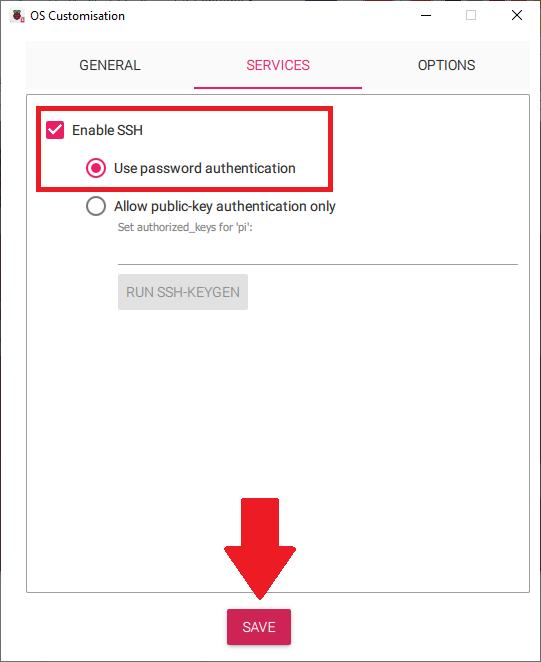 OS Customisation
GENERAL
SERVICES
OPTIONS
Enable SSH
Use password authentication
Allow public-key authentication only
Set authorized_keys for 'pi':
RUN SSH-KEYGEN
SAVE